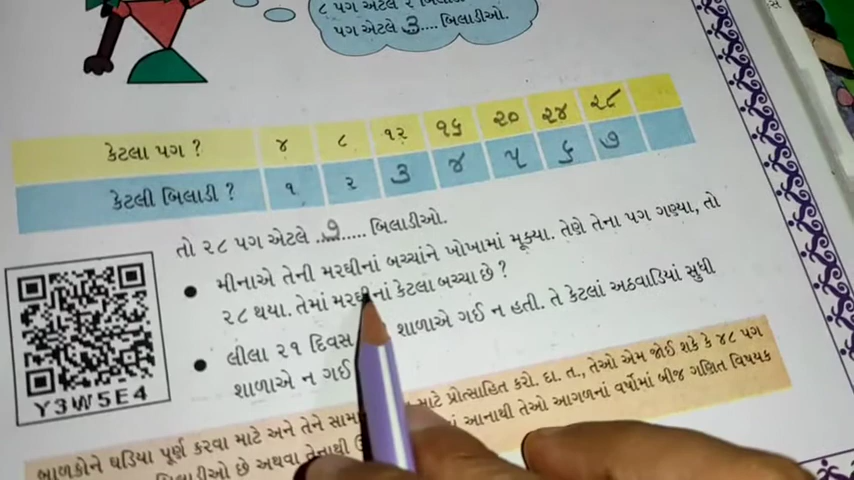 ૮ પગ એટલે ૨
પગ એટલે 3.... બિલાડીઓ.
કેટલા પગ ? ૪ ૮ ૧૨ ૧૬ ૨૦ ૨૪ ૨૮
કેટલી બિલાડી ? ૧ ૨ ૩ ૪ ૫ ૬ ૭
તો ૨૮ પગ એટલે ...૭..... બિલાડીઓ.
• મીનાએ તેની મરઘીનાં બચ્ચાંને ખોખામાં મૂક્યા. તેણે તેના પગ ગણ્યા, તો
૨૮ થયા. તેમાં મરઘીનાં કેટલા બચ્ચા છે ?
• લીલા ૨૧ દિવસ શાળાએ ગઈ ન હતી. તે કેટલાં અઠવાડિયાં સુધી
શાળાએ ન ગઈ
Y3W5E4
માટે પ્રોત્સાહિત કરો. દા. ત., તેઓ એમ જોઈ શકે કે ૪૮ પગ
બાળકોને ઘડિયા પૂર્ણ કરવા માટે અને તેને આનાથી તેઓ આગળનાં વર્ષોમાં બીજ ગણિત વિષયક
બિલાડીઓ છે અથવા તેનાથી